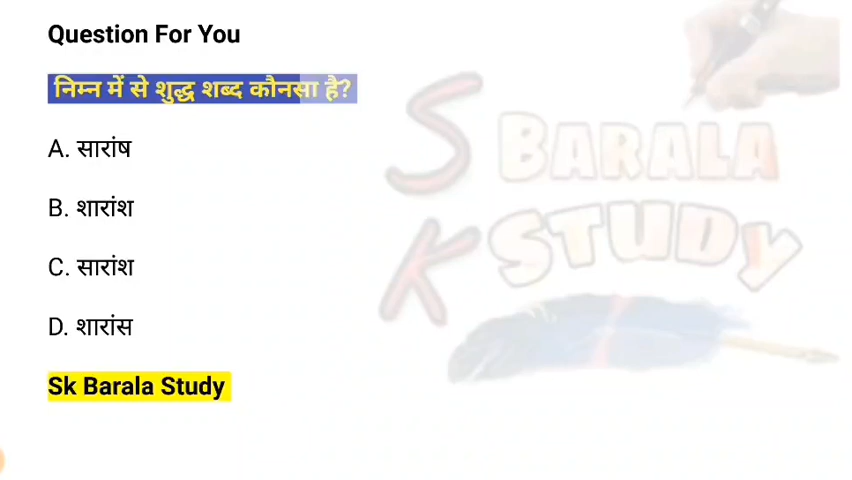 Question For You
निम्न में से शुद्ध शब्द कौनसा है?
A. सारांष
B. शारांश
C. सारांश
D. शारांस
Sk Barala Study
S BARALA
K STUDY